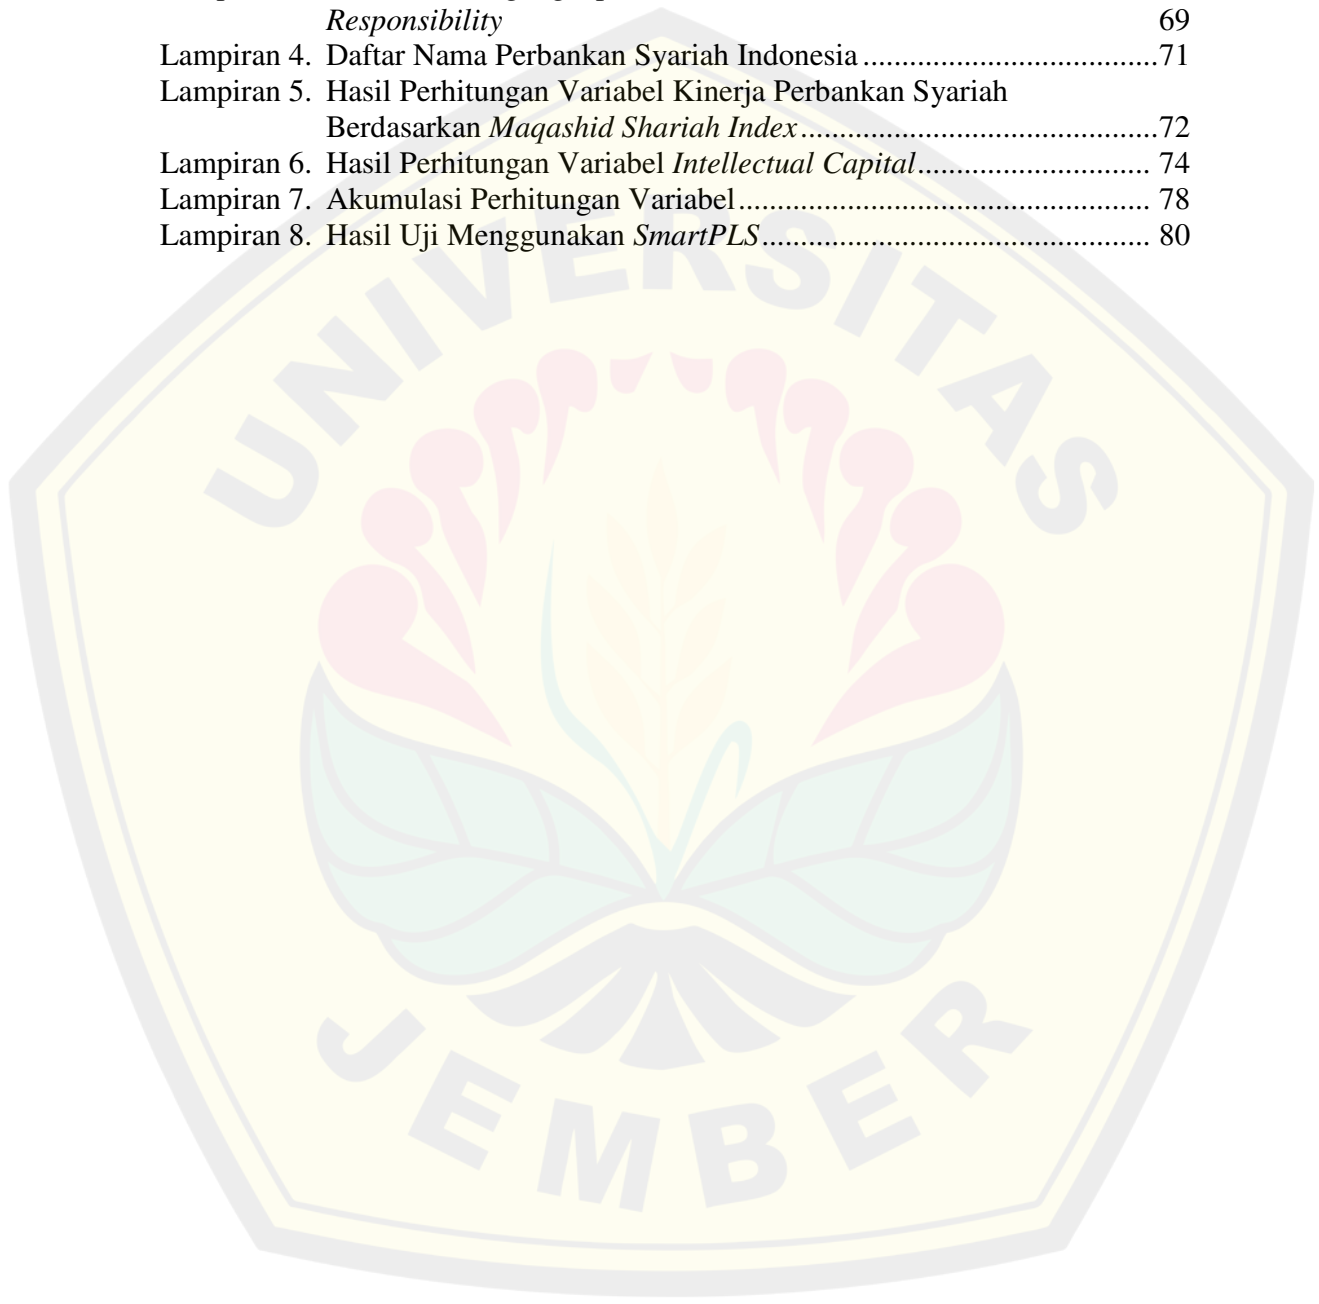 Responsibility 69
Lampiran 4. Daftar Nama Perbankan Syariah Indonesia ......................................71
Lampiran 5. Hasil Perhitungan Variabel Kinerja Perbankan Syariah
Berdasarkan Maqashid Shariah Index..............................................72
Lampiran 6. Hasil Perhitungan Variabel Intellectual Capital.............................. 74
Lampiran 7. Akumulasi Perhitungan Variabel..................................................... 78
Lampiran 8. Hasil Uji Menggunakan SmartPLS.................................................. 80
UNIVERSITAS
JEMBER